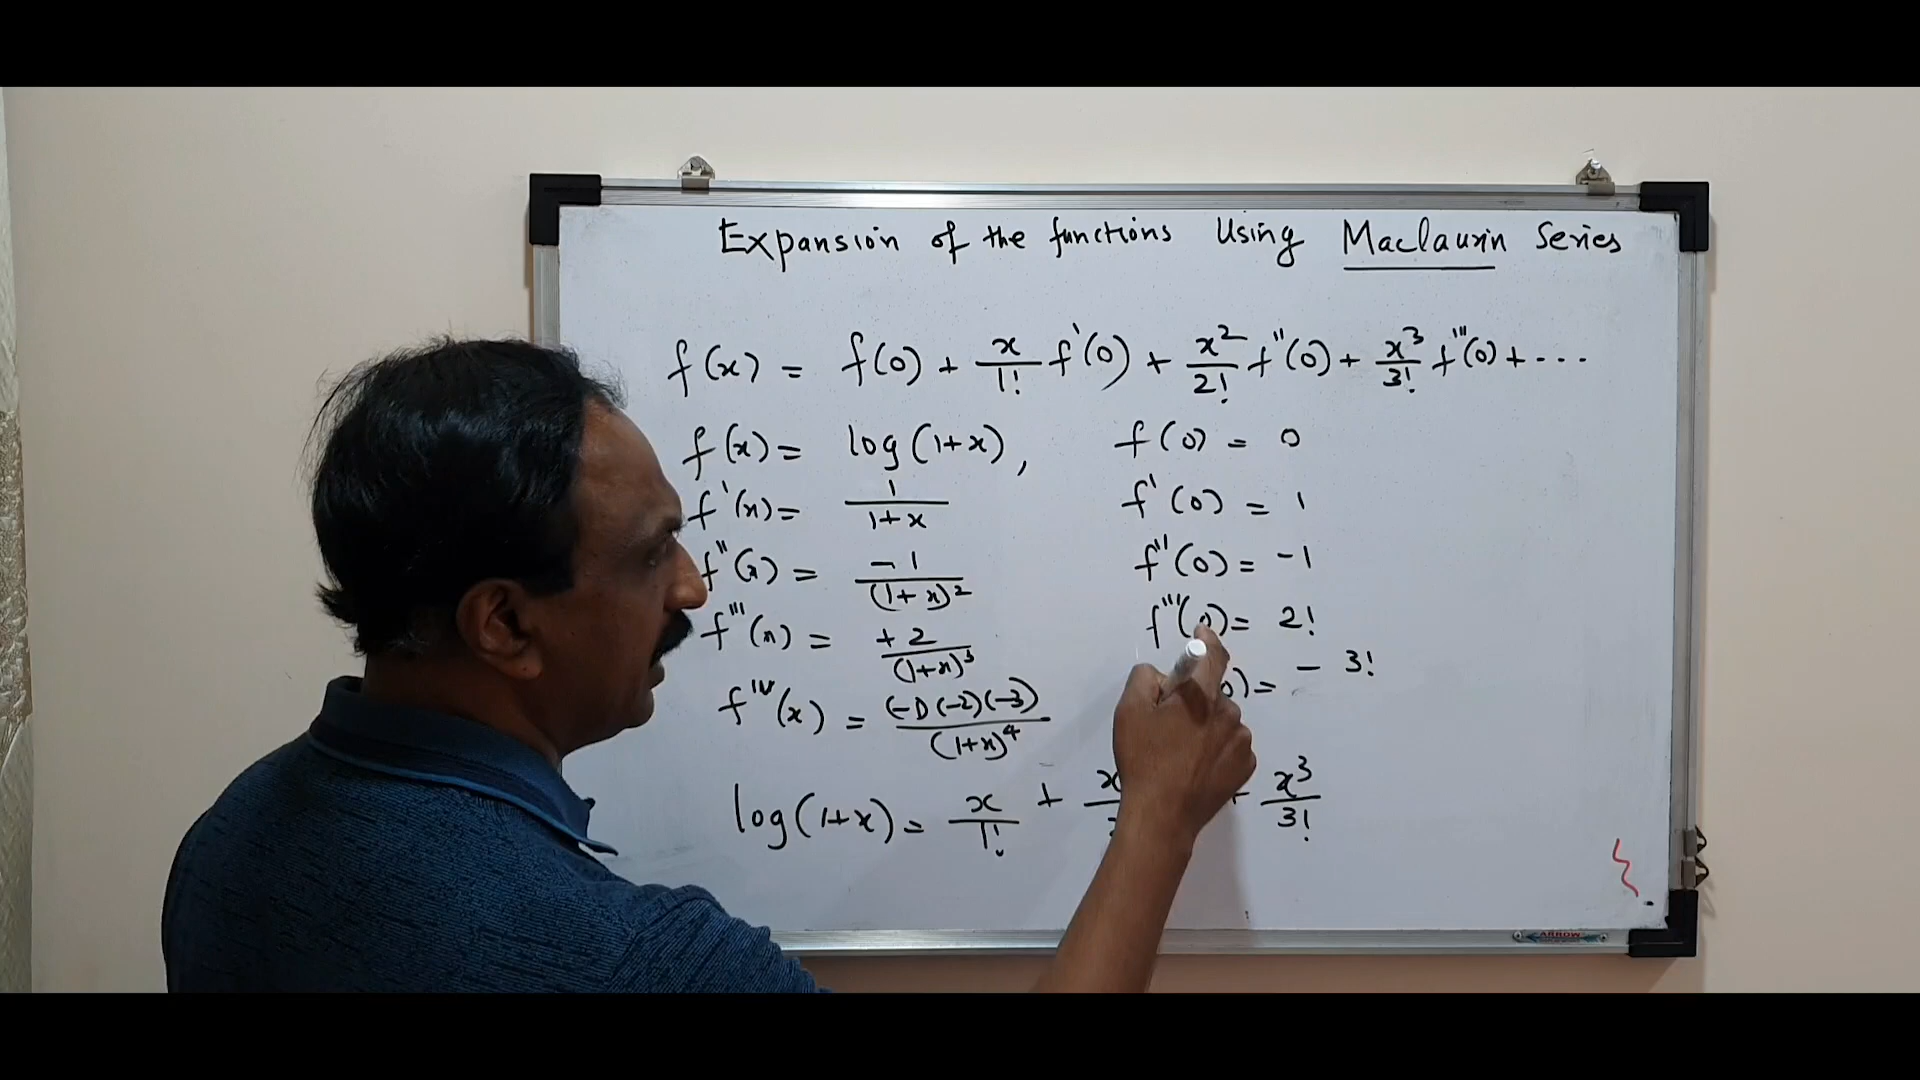 Expansion of the functions Using Maclaurin Series
f(x) = f(0) + x/1! f'(0) + x²/2! f''(0) + x³/3! f'''(0) + ...
f(x) = log(1+x), f(0) = 0
f'(x) = 1/(1+x) f'(0) = 1
f''(x) = -1/(1+x)² f''(0) = -1
f'''(x) = +2/(1+x)³ f'''(0) = 2!
f^IV(x) = (-1)(-2)(-3)/(1+x)⁴ 0) = - 3!
log(1+x) = x/1! + x + x³/3!
ARROW